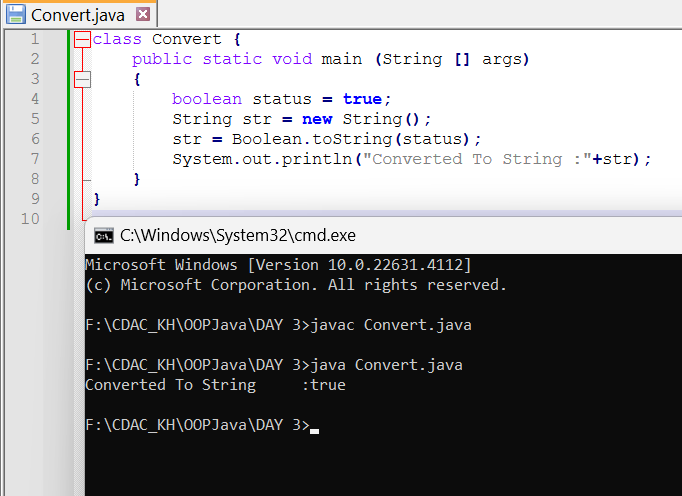 Convert.java
1 class Convert {
2 public static void main (String [] args)
3 {
4 boolean status = true;
5 String str = new String();
6 str = Boolean.toString(status);
7 System.out.println("Converted To String :"+str);
8 }
9 }
10
C:\Windows\System32\cmd.exe
Microsoft Windows [Version 10.0.22631.4112]
(c) Microsoft Corporation. All rights reserved.
F:\CDAC_KH\OOPJava\DAY 3>javac Convert.java
F:\CDAC_KH\OOPJava\DAY 3>java Convert.java
Converted To String     :true
F:\CDAC_KH\OOPJava\DAY 3>